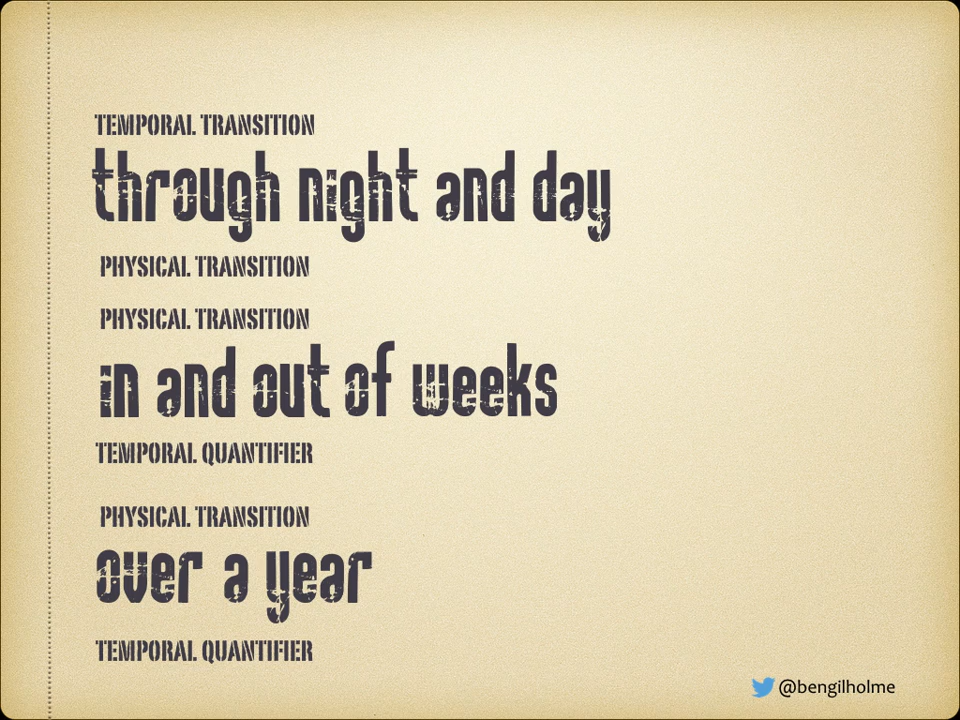 TEMPORAL TRANSITION
through night and day
PHYSICAL TRANSITION
PHYSICAL TRANSITION
in and out of weeks
TEMPORAL QUANTIFIER
PHYSICAL TRANSITION
over a year
TEMPORAL QUANTIFIER
@bengilholme